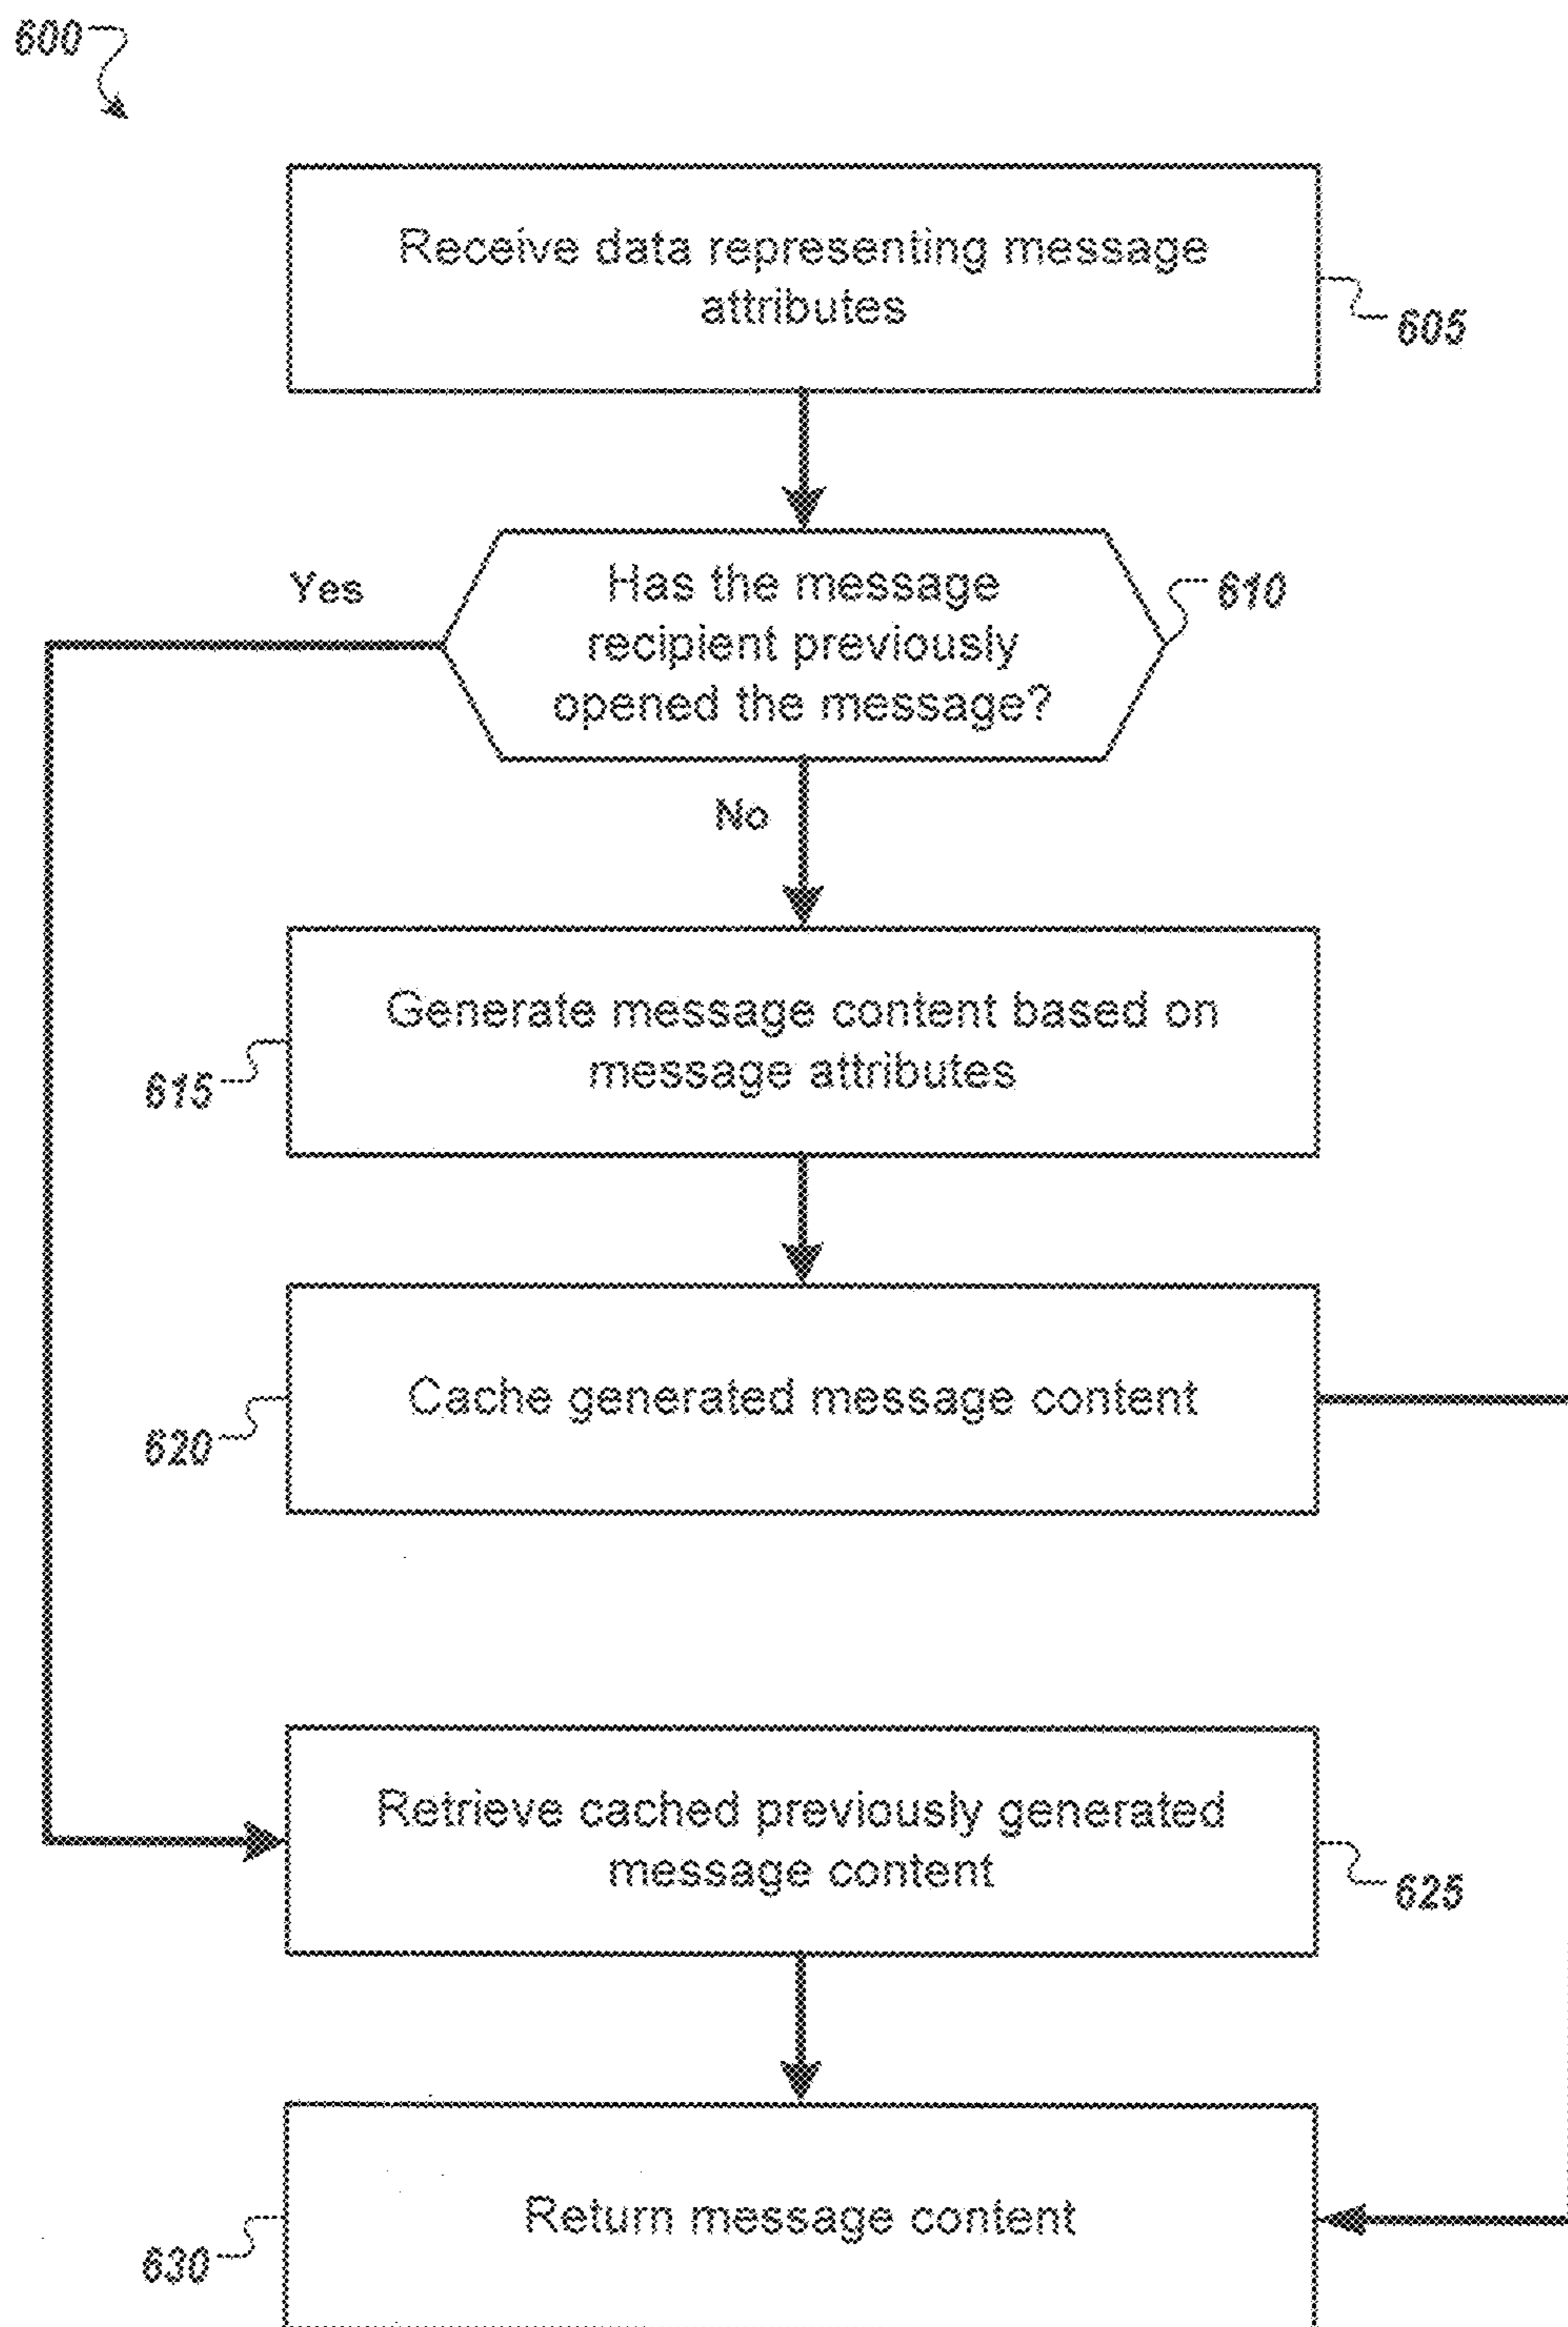 600
Receive data representing message
attributes
605
Yes
Has the message
recipient previously
opened the message?
610
No
Generate message content based on
message attributes
615
Cache generated message content
620
Retrieve cached previously generated
message content
625
Return message content
630